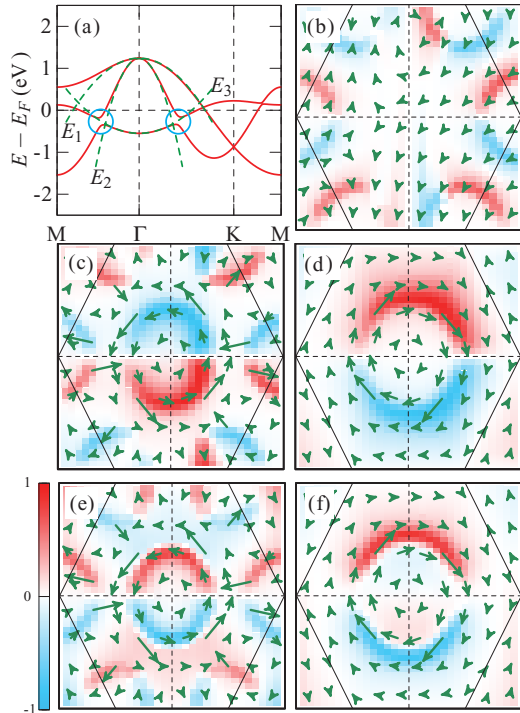 (a)
(b)
E − E_F (eV)
2
1
0
-1
-2
E_1
E_2
E_3
M
Γ
K
M
(c)
(d)
(e)
(f)
1
0
-1